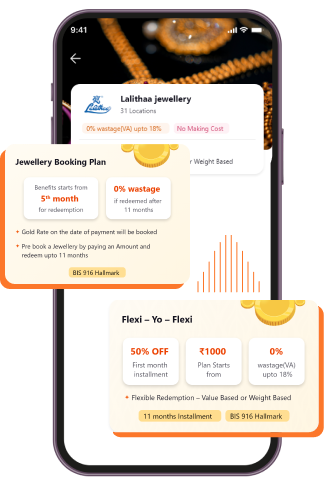 9:41
Lalithaa jewellery
31 Locations
0% wastage(VA) upto 18%
No Making Cost
or Weight Based
Jewellery Booking Plan
Benefits starts from
5th month
for redeemption
0% wastage
if redeemed after
11 months
✦ Gold Rate on the date of payment will be booked
✦ Pre book a Jewellery by paying an Amount and
redeem upto 11 months
BIS 916 Hallmark
Flexi – Yo – Flexi
50% OFF
First month
installment
₹1000
Plan Starts
from
0%
wastage(VA)
upto 18%
✦ Flexible Redemption – Value Based or Weight Based
11 months Installment
BIS 916 Hallmark